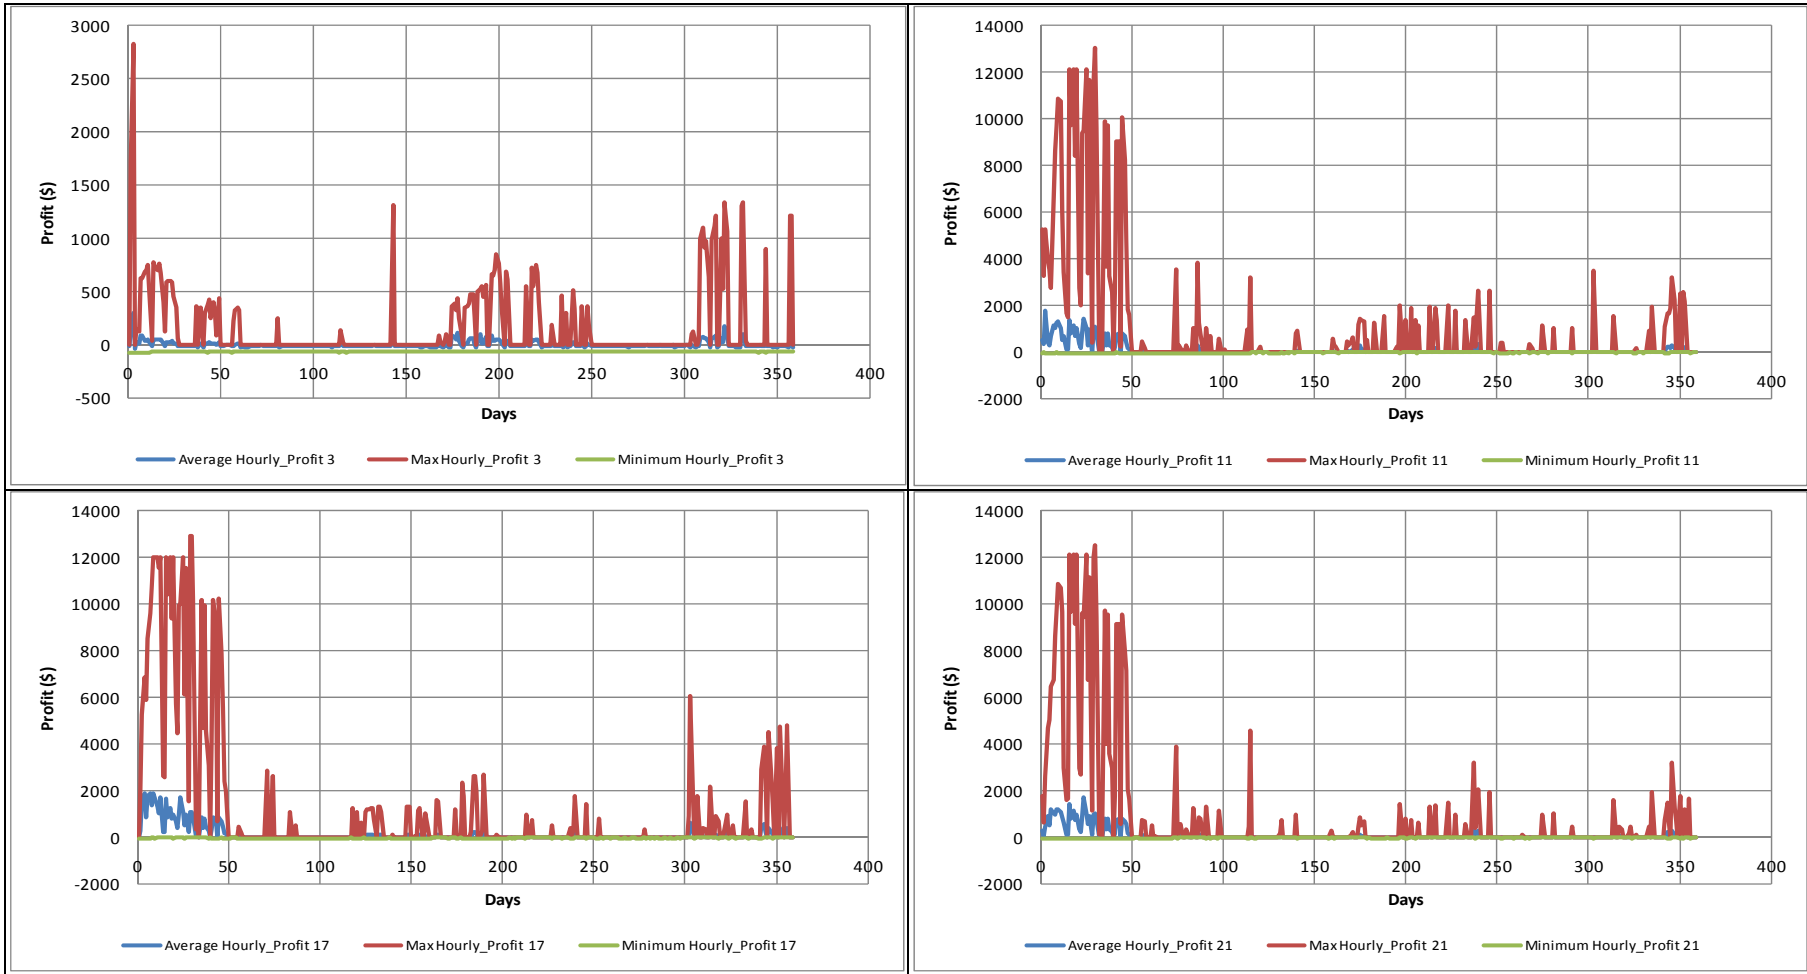 3000
2500
2000
1500
1000
500
0
-500
Profit ($)
0 50 100 150 200 250 300 350 400
Days
Average Hourly_Profit 3 Max Hourly_Profit 3 Minimum Hourly_Profit 3
14000
12000
10000
8000
6000
4000
2000
0
-2000
Profit ($)
0 50 100 150 200 250 300 350 400
Days
Average Hourly_Profit 11 Max Hourly_Profit 11 Minimum Hourly_Profit 11
14000
12000
10000
8000
6000
4000
2000
0
-2000
Profit ($)
0 50 100 150 200 250 300 350 400
Days
Average Hourly_Profit 17 Max Hourly_Profit 17 Minimum Hourly_Profit 17
14000
12000
10000
8000
6000
4000
2000
0
-2000
Profit ($)
0 50 100 150 200 250 300 350 400
Days
Average Hourly_Profit 21 Max Hourly_Profit 21 Minimum Hourly_Profit 21